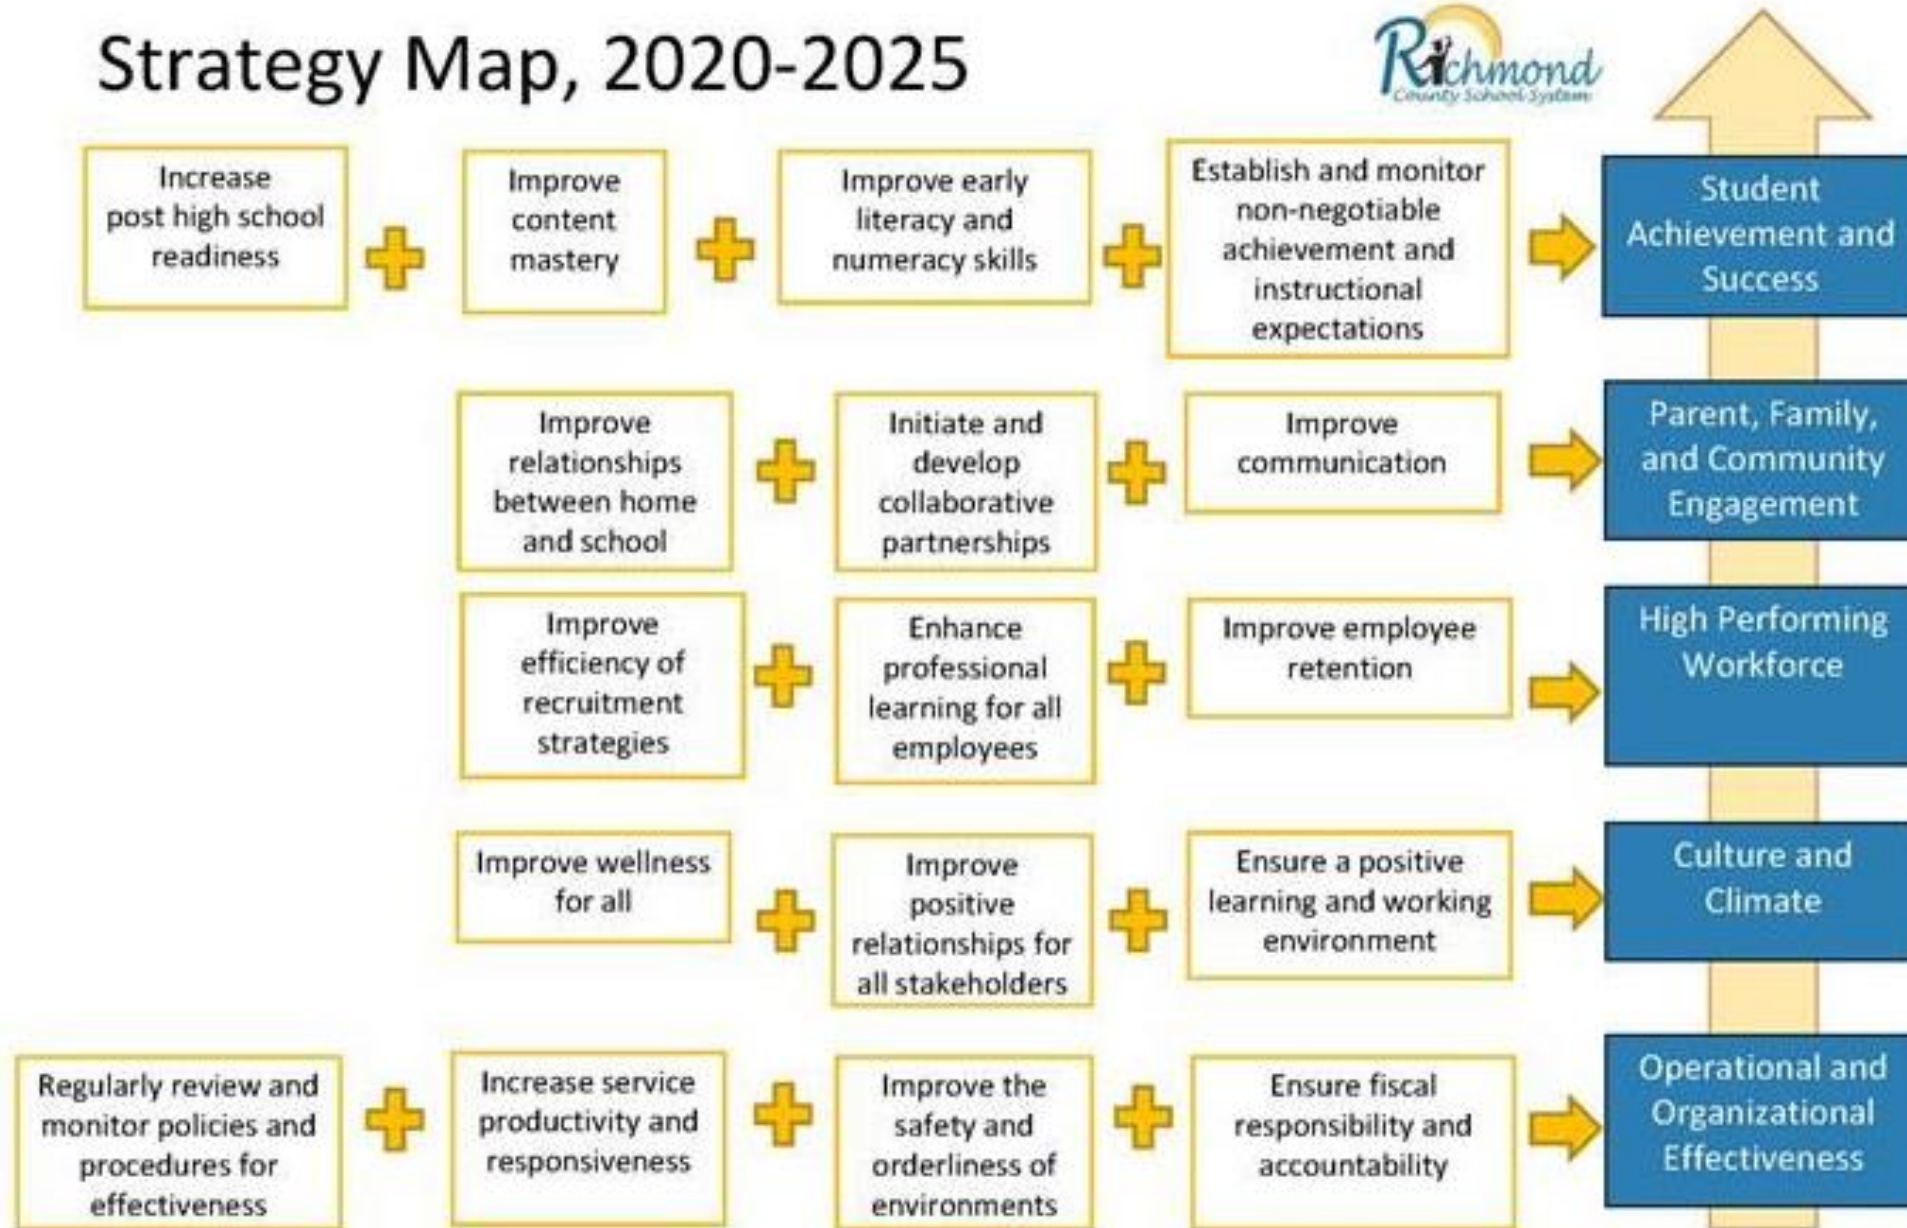 Strategy Map, 2020-2025
Richmond
County School System
Increase
post high school
readiness
Improve
content
mastery
Improve early
literacy and
numeracy skills
Establish and monitor
non-negotiable
achievement and
instructional
expectations
Student
Achievement and
Success
Improve
relationships
between home
and school
Initiate and
develop
collaborative
partnerships
Improve
communication
Parent, Family,
and Community
Engagement
Improve
efficiency of
recruitment
strategies
Enhance
professional
learning for all
employees
Improve employee
retention
High Performing
Workforce
Improve wellness
for all
Improve
positive
relationships for
all stakeholders
Ensure a positive
learning and working
environment
Culture and
Climate
Regularly review and
monitor policies and
procedures for
effectiveness
Increase service
productivity and
responsiveness
Improve the
safety and
orderliness of
environments
Ensure fiscal
responsibility and
accountability
Operational and
Organizational
Effectiveness